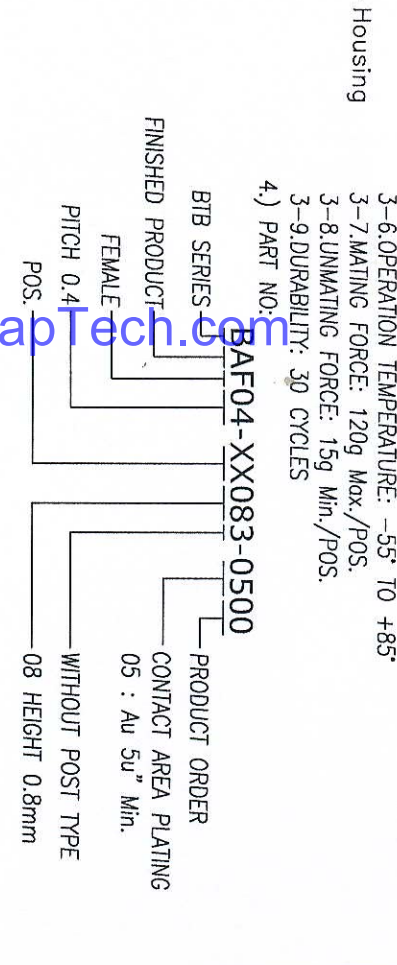 Housing
3-6.OPERATION TEMPERATURE: -55° TO +85°
3-7.MATING FORCE: 120g Max./POS.
3-8.UNMATING FORCE: 15g Min./POS.
3-9.DURABILITY: 30 CYCLES
4.) PART NO:
BAF04-XX083-0500
BTB SERIES
FINISHED PRODUCT
FEMALE
PITCH 0.4
POS.
PRODUCT ORDER
CONTACT AREA PLATING
05 : Au 5u" Min.
WITHOUT POST TYPE
08 HEIGHT 0.8mm
apTech.com